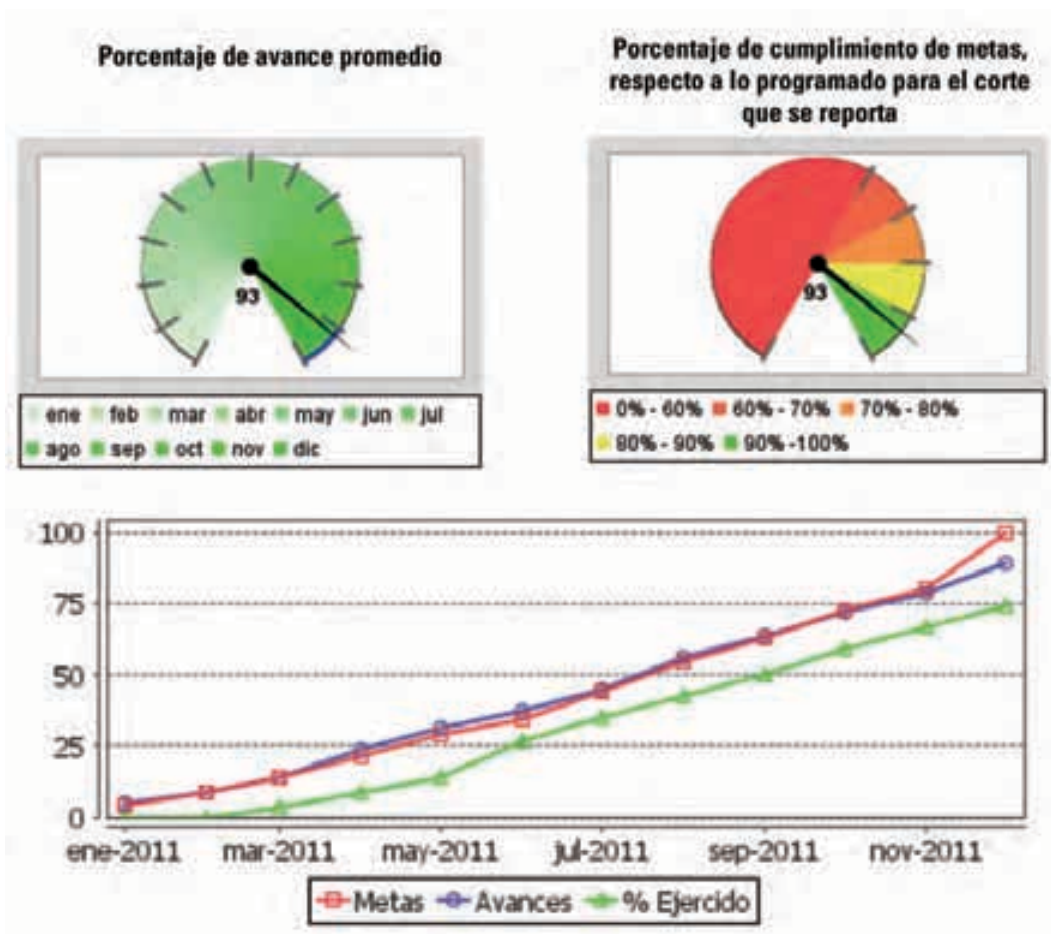 Porcentaje de avance promedio
Porcentaje de cumplimiento de metas,
respecto a lo programado para el corte
que se reporta
93
93
ene feb mar abr may jun jul
ago sep oct nov dic
0% - 60% 60% - 70% 70% - 80%
80% - 90% 90% -100%
100
75
50
25
0
ene-2011 mar-2011 may-2011 jul-2011 sep-2011 nov-2011
Metas Avances % Ejercido